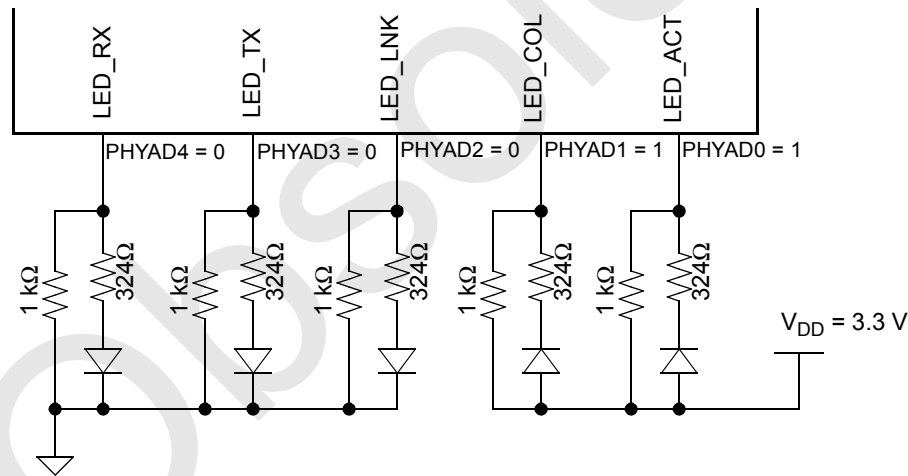 LED_RX
LED_TX
LED_LNK
LED_COL
LED_ACT
PHYAD4 = 0
PHYAD3 = 0
PHYAD2 = 0
PHYAD1 = 1
PHYAD0 = 1
1 kΩ
324Ω
1 kΩ
324Ω
1 kΩ
324Ω
1 kΩ
324Ω
1 kΩ
324Ω
VDD = 3.3 V